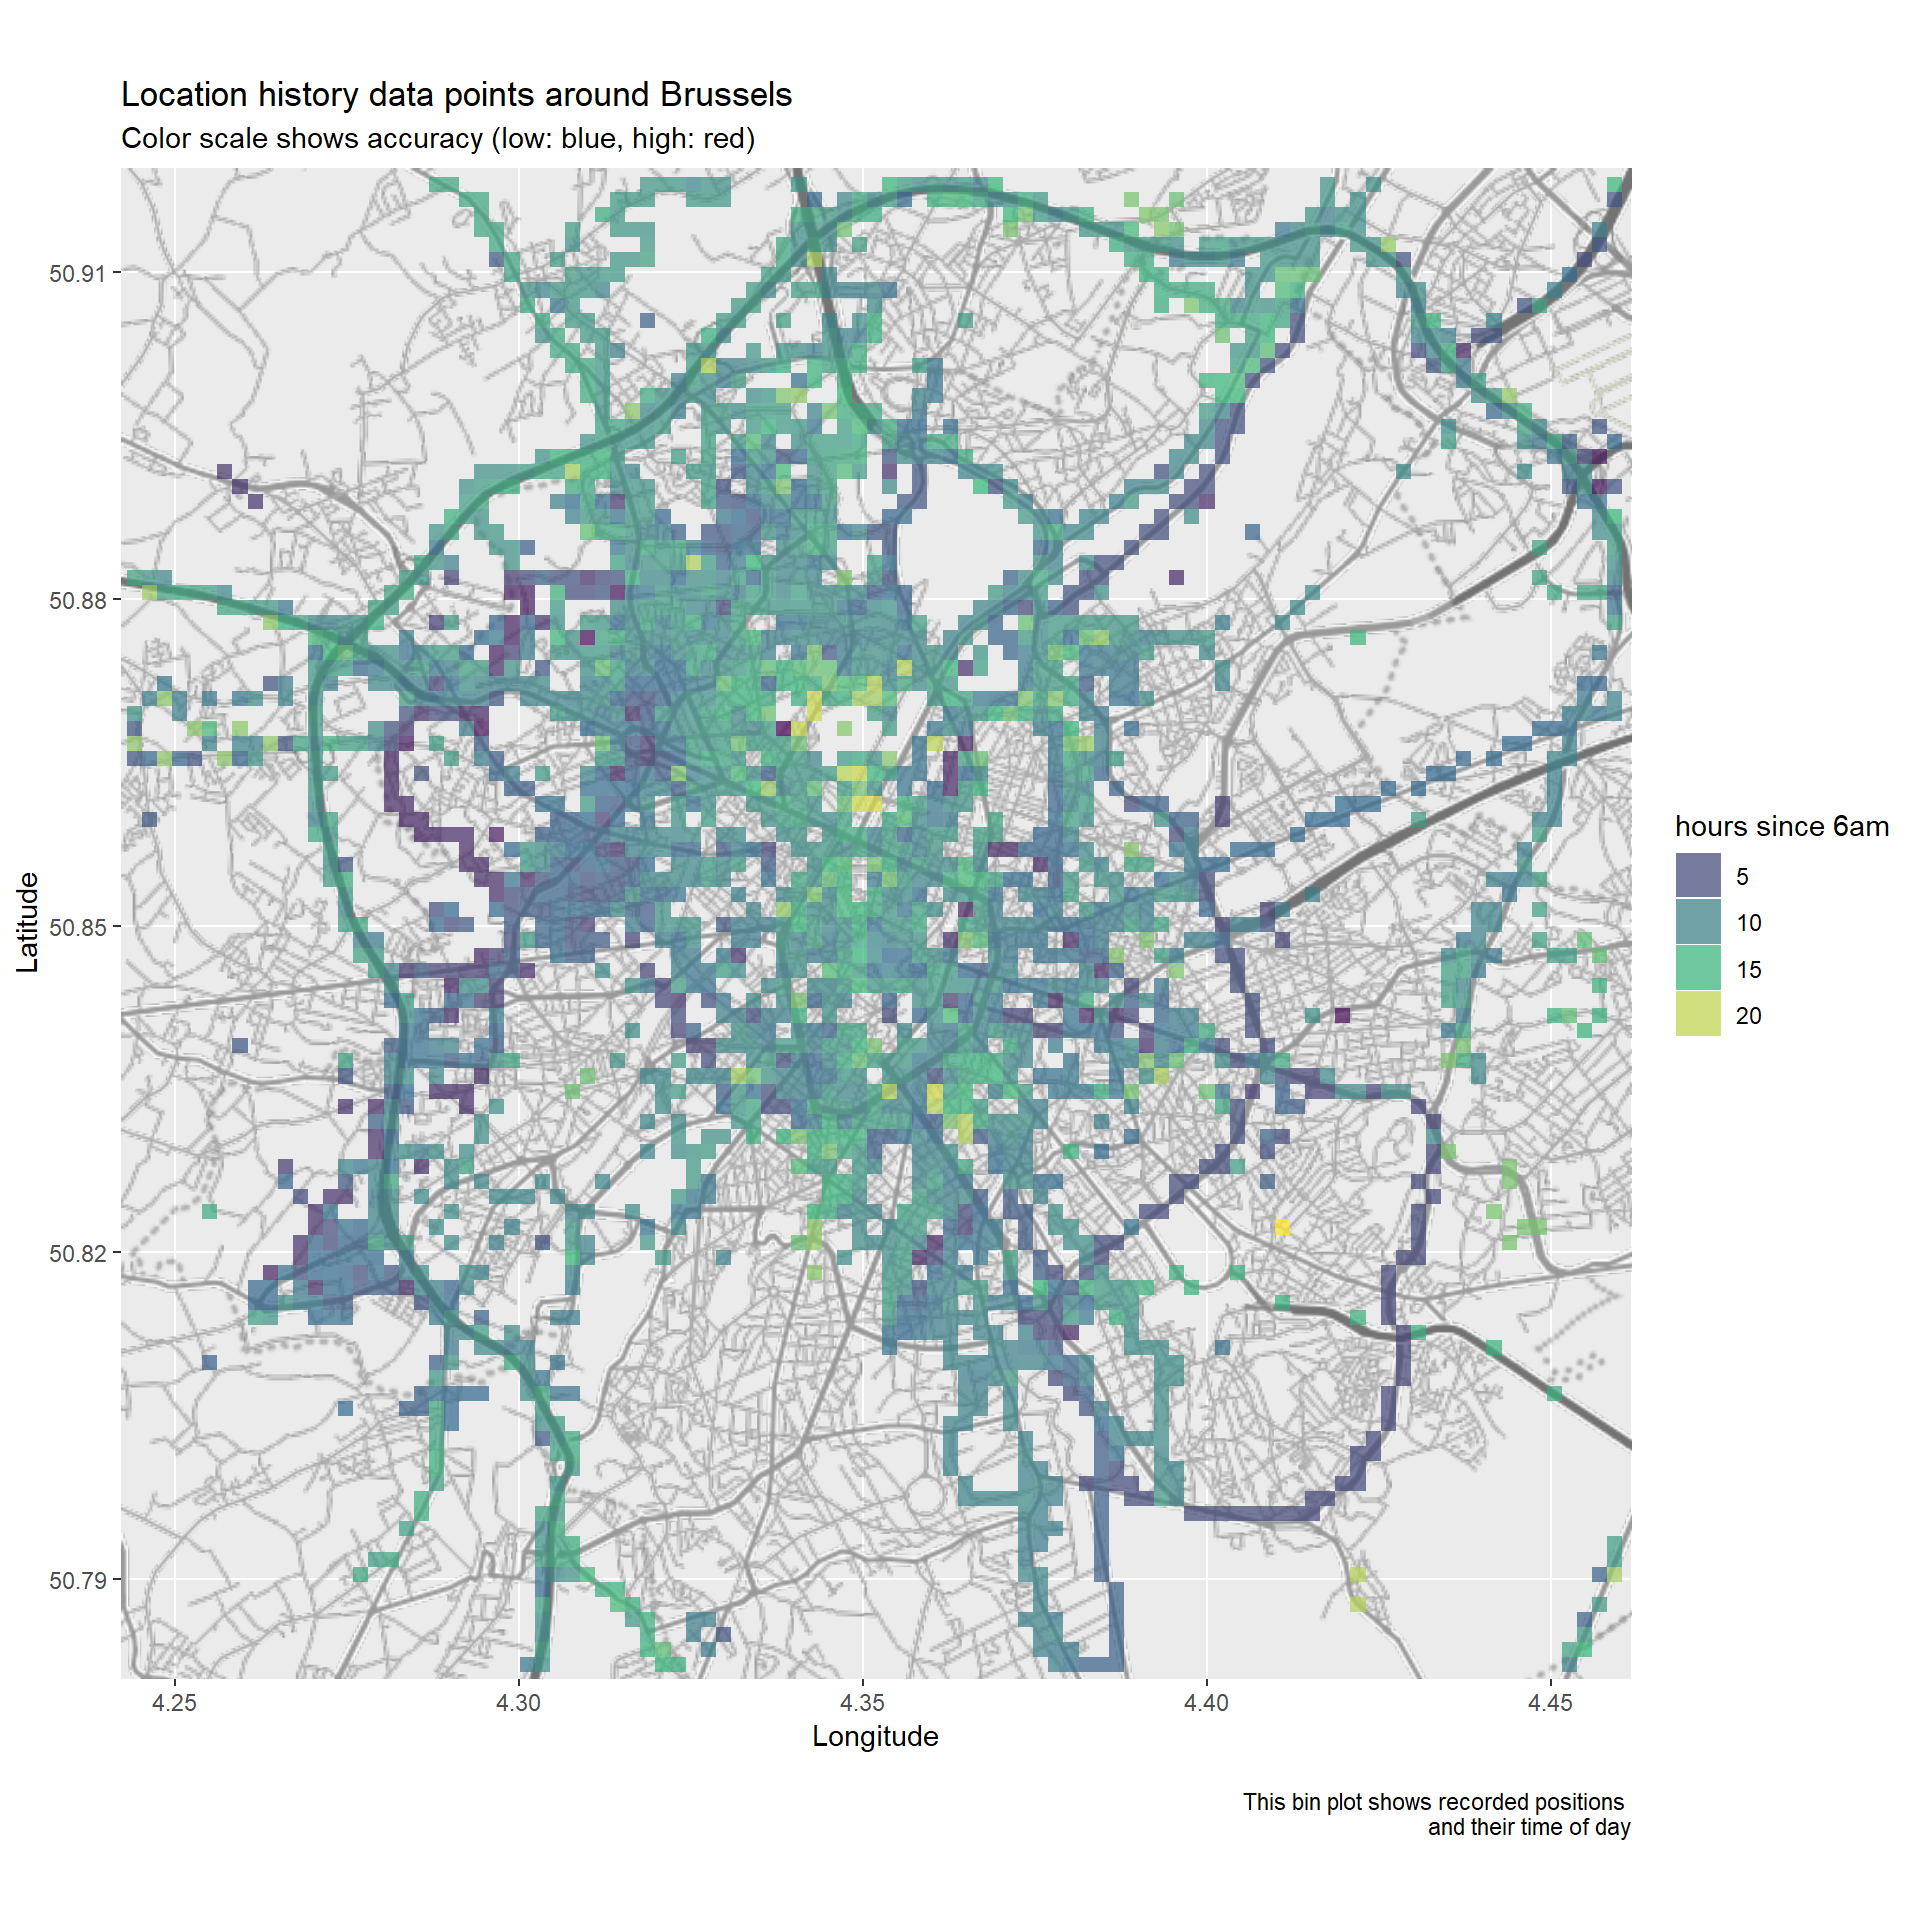 Location history data points around Brussels
Color scale shows accuracy (low: blue, high: red)
50.91
50.88
50.85
50.82
50.79
Latitude
4.25 4.30 4.35 4.40 4.45
Longitude
hours since 6am
5
10
15
20
This bin plot shows recorded positions
and their time of day